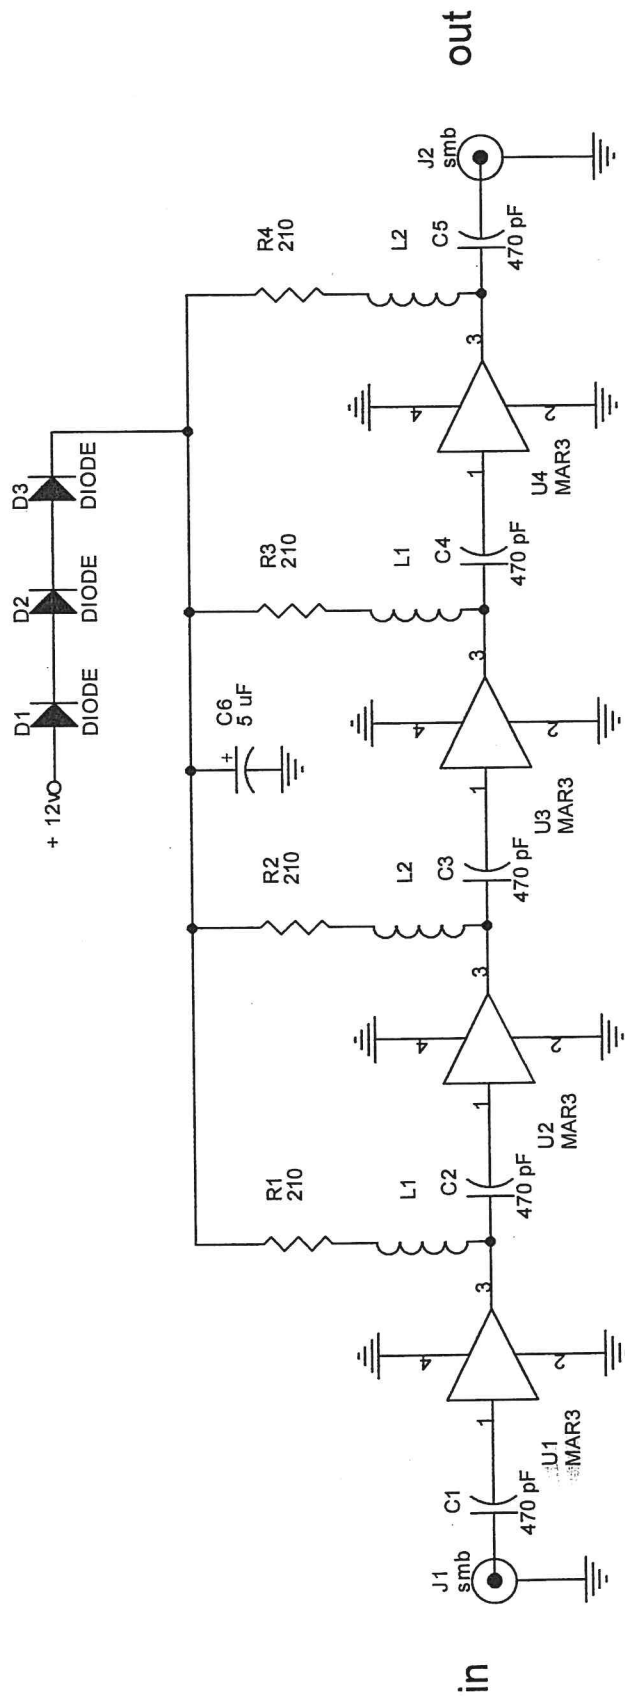 D1
DIODE
D2
DIODE
D3
DIODE
+ 12v
R1
210
R2
210
C6
5 uF
+
R3
210
R4
210
L1
L2
L1
L2
in
J1
smb
C1
470 pF
1
U1
MAR3
4
2
3
C2
470 pF
1
U2
MAR3
4
2
3
C3
470 pF
1
U3
MAR3
4
2
3
C4
470 pF
1
U4
MAR3
4
2
3
C5
470 pF
J2
smb
out